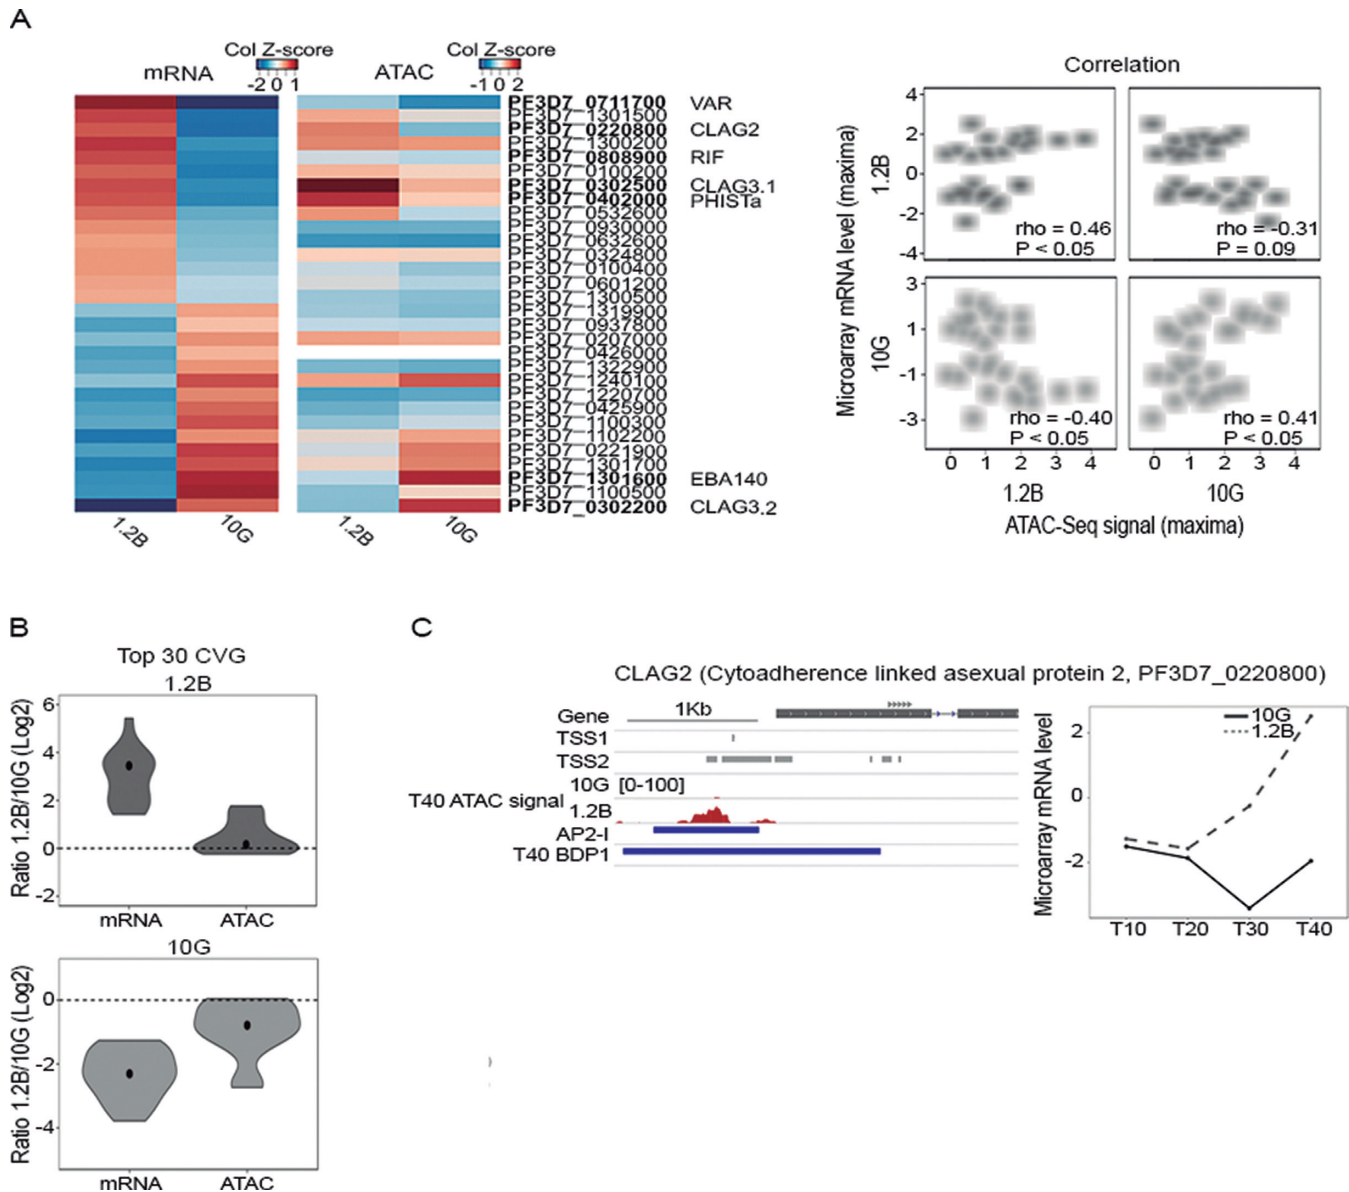 A
Col Z-score
mRNA
-2 0 1
Col Z-score
ATAC
-1 0 2
PF3D7_0711700 VAR
PF3D7_1301500
PF3D7_0220800 CLAG2
PF3D7_1300200
PF3D7_0808900 RIF
PF3D7_0100200
PF3D7_0302500 CLAG3.1
PF3D7_0402000 PHISTa
PF3D7_0532600
PF3D7_0930000
PF3D7_0632600
PF3D7_0324800
PF3D7_0100400
PF3D7_0601200
PF3D7_1300500
PF3D7_1319900
PF3D7_0937800
PF3D7_0207000
PF3D7_0426000
PF3D7_1322900
PF3D7_1240100
PF3D7_1220700
PF3D7_0425900
PF3D7_1100300
PF3D7_1102200
PF3D7_0221900
PF3D7_1301700
PF3D7_1301600 EBA140
PF3D7_1100500
PF3D7_0302200 CLAG3.2
1.2B 10G 1.2B 10G
Correlation
Microarray mRNA level (maxima)
1.2B
4
2
0
-2
-4
rho = 0.46
P < 0.05
rho = -0.31
P = 0.09
10G
3
1
-1
-3
rho = -0.40
P < 0.05
rho = 0.41
P < 0.05
0 1 2 3 4 0 1 2 3 4
1.2B 10G
ATAC-Seq signal (maxima)
B
Top 30 CVG
1.2B
Ratio 1.2B/10G (Log2)
6
4
2
0
-2
mRNA ATAC
10G
Ratio 1.2B/10G (Log2)
0
-2
-4
mRNA ATAC
C
CLAG2 (Cytoadherence linked asexual protein 2, PF3D7_0220800)
1Kb
Gene
TSS1
TSS2
10G [0-100]
T40 ATAC signal
1.2B
AP2-I
T40 BDP1
Microarray mRNA level
2
0
-2
10G
1.2B
T10 T20 T30 T40